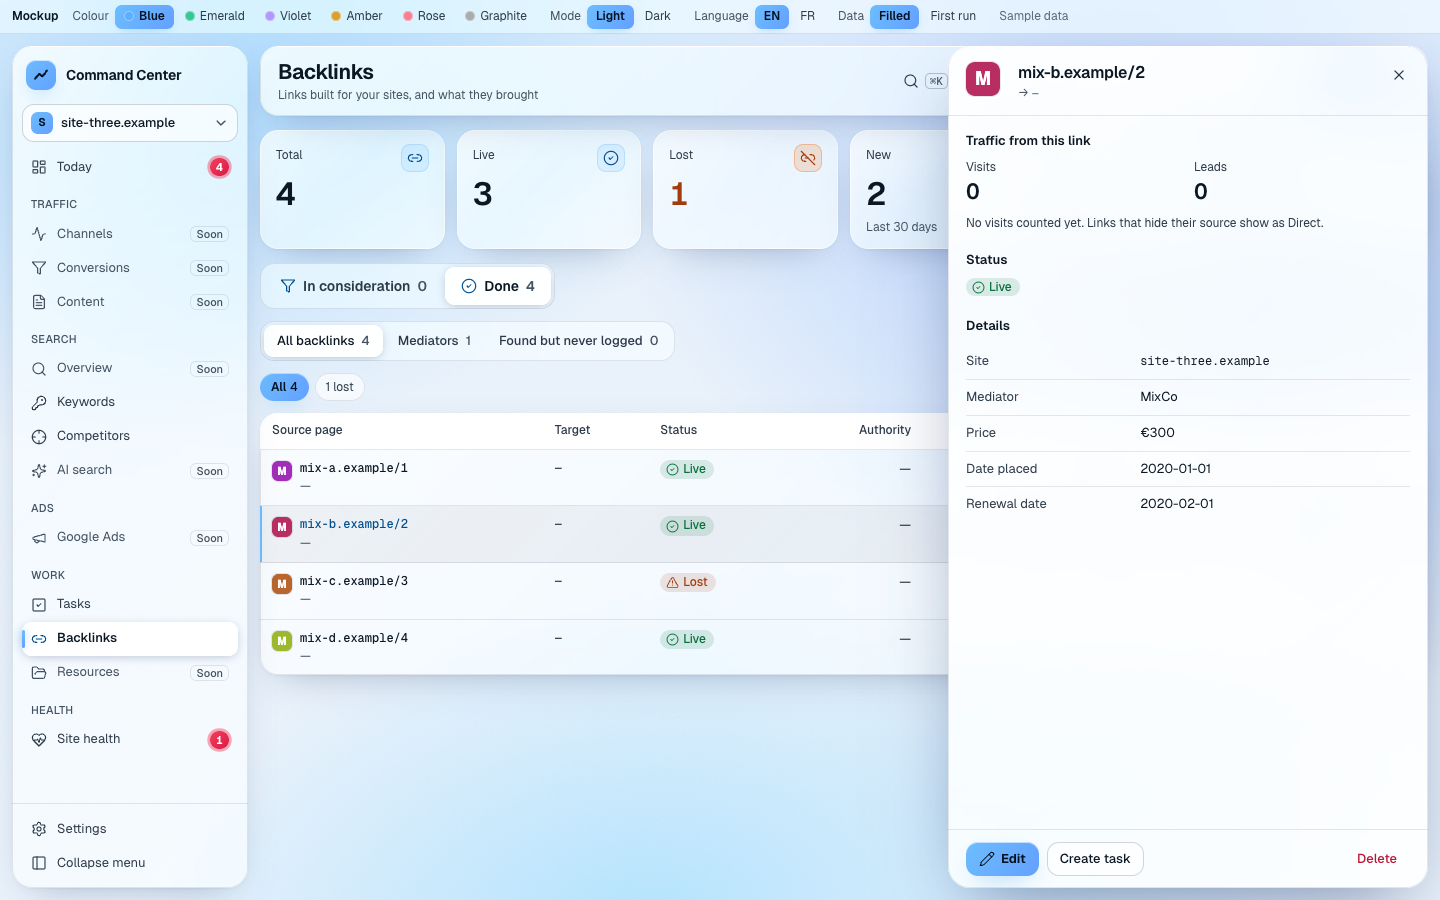 Mockup Colour Blue Emerald Violet Amber Rose Graphite Mode Light Dark Language EN FR Data Filled First run Sample data
Command Center
S site-three.example
Today 4
TRAFFIC
Channels Soon
Conversions Soon
Content Soon
SEARCH
Overview Soon
Keywords
Competitors
AI search Soon
ADS
Google Ads Soon
WORK
Tasks
Backlinks
Resources Soon
HEALTH
Site health 1
Settings
Collapse menu
Backlinks
Links built for your sites, and what they brought
⌘K
Total
4
Live
3
Lost
1
New
2
Last 30 days
In consideration 0 Done 4
All backlinks 4 Mediators 1 Found but never logged 0
All 4 1 lost
Source page Target Status Authority
M mix-a.example/1 – Live —
—
M mix-b.example/2 – Live —
—
M mix-c.example/3 – Lost —
—
M mix-d.example/4 – Live —
—
M mix-b.example/2
→ –
Traffic from this link
Visits Leads
0 0
No visits counted yet. Links that hide their source show as Direct.
Status
Live
Details
Site site-three.example
Mediator MixCo
Price €300
Date placed 2020-01-01
Renewal date 2020-02-01
Edit Create task Delete